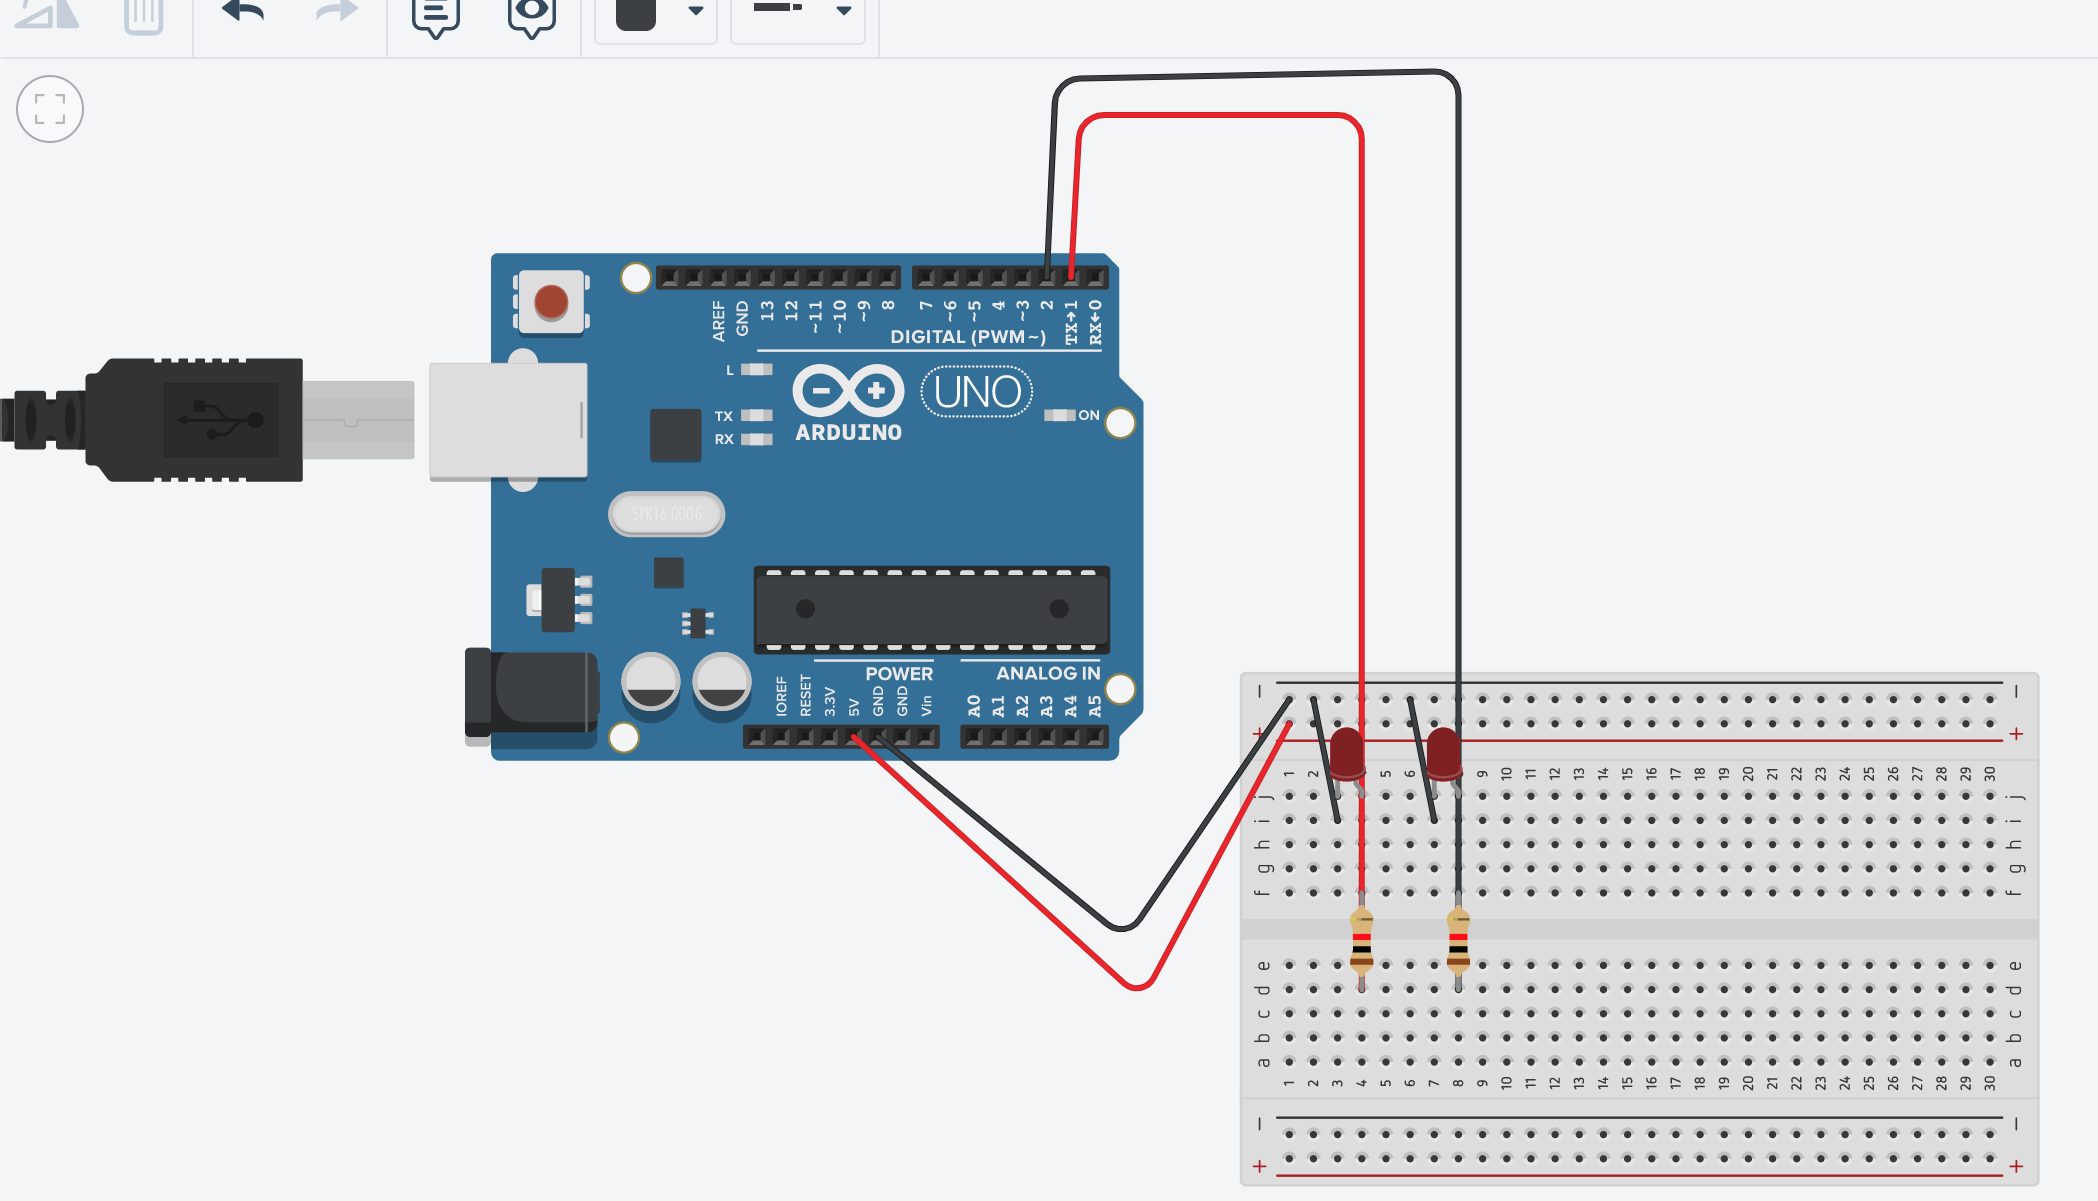 AREF GND 13 12 ~11 ~10 ~9 8 7 ~6 ~5 4 ~3 2 TX→1 RX←0
DIGITAL (PWM~)
L
TX
RX
UNO
ON
ARDUINO
SPK16.000G
POWER ANALOG IN
IOREF RESET 3.3V 5V GND GND Vin A0 A1 A2 A3 A4 A5
− −
+ +
1 2 5 6 9 10 11 12 13 14 15 16 17 18 19 20 21 22 23 24 25 26 27 28 29 30
j j
i i
h h
g g
f f
e e
d d
c c
b b
a a
1 2 3 4 5 6 7 8 9 10 11 12 13 14 15 16 17 18 19 20 21 22 23 24 25 26 27 28 29 30
− −
+ +